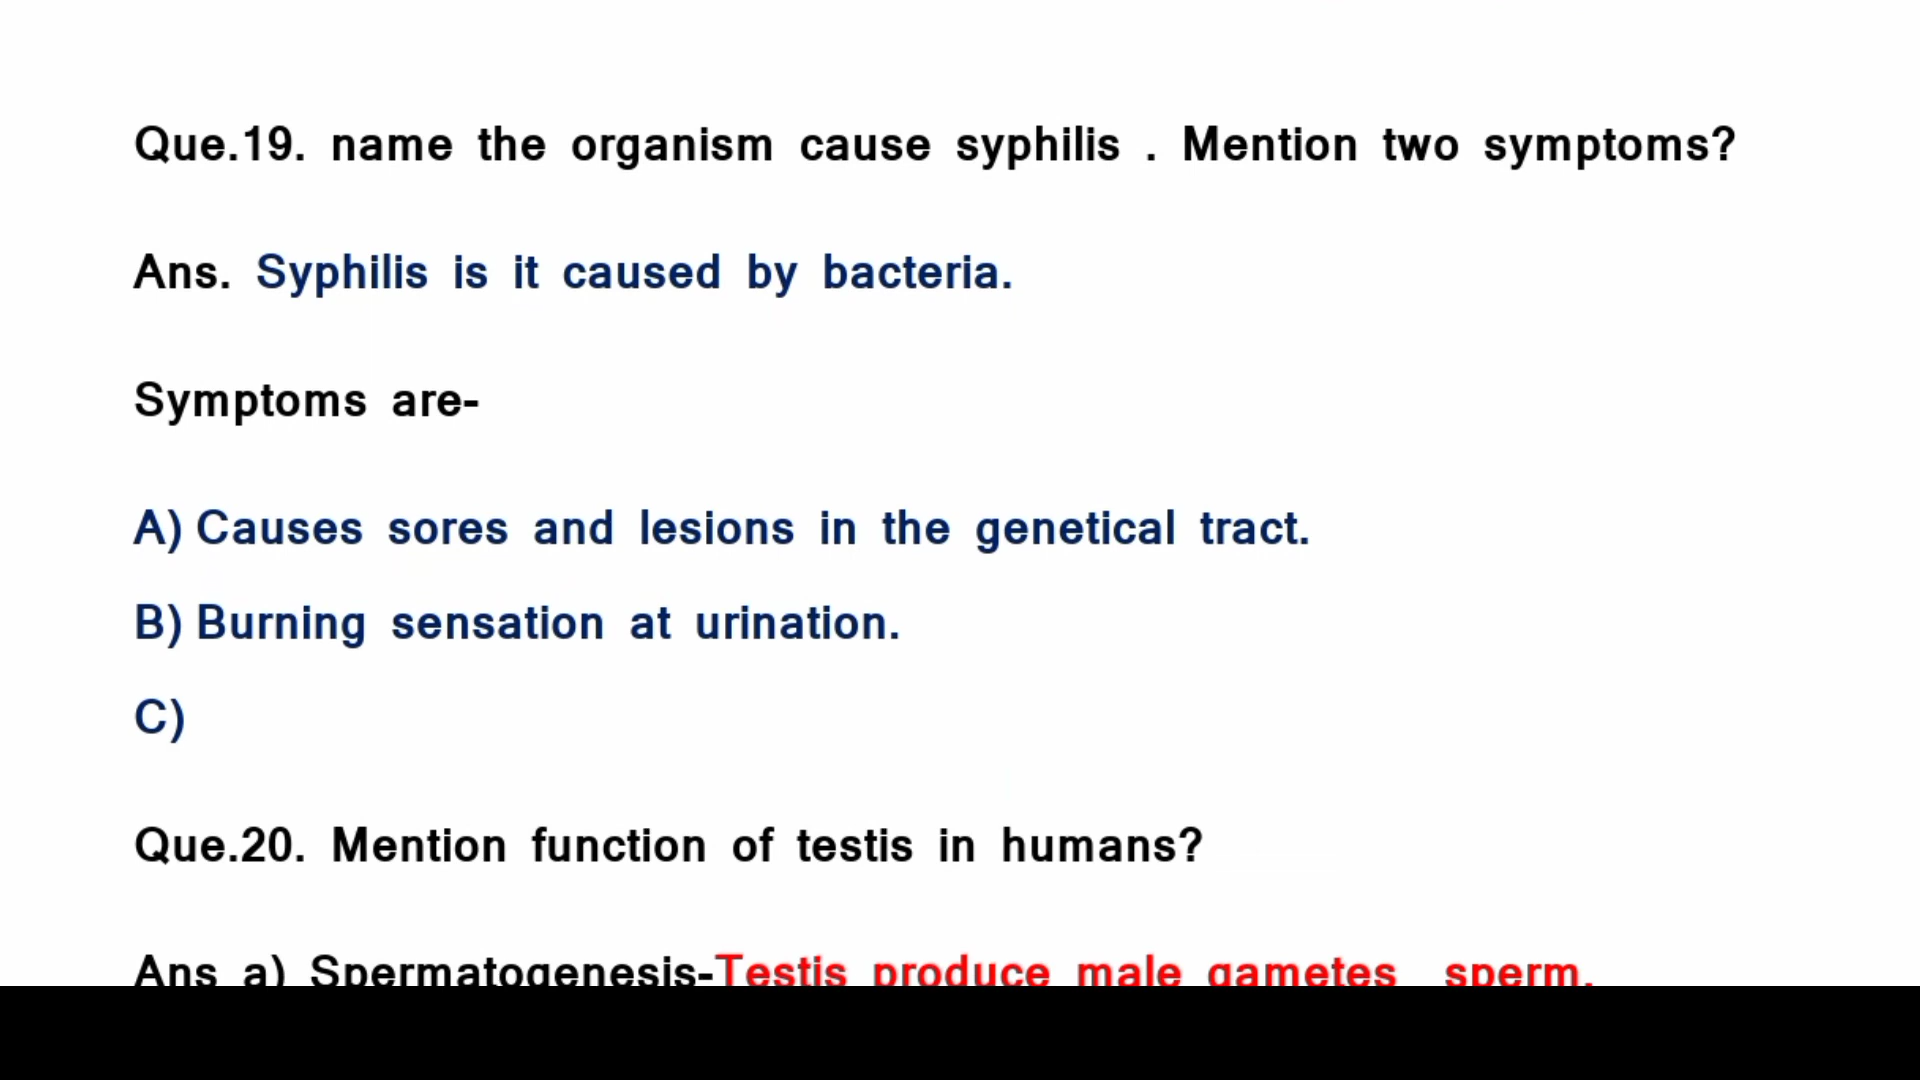 Que.19. name the organism cause syphilis . Mention two symptoms?
Ans. Syphilis is it caused by bacteria.
Symptoms are-
A) Causes sores and lesions in the genetical tract.
B) Burning sensation at urination.
C)
Que.20. Mention function of testis in humans?
Ans a) Spermatogenesis-Testis produce male gametes sperm.